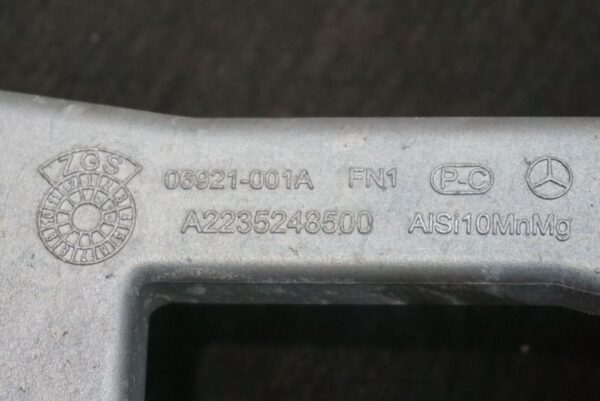 ZGS
06921-001A FN1 P-C
A2235248500 AlSi10MnMg